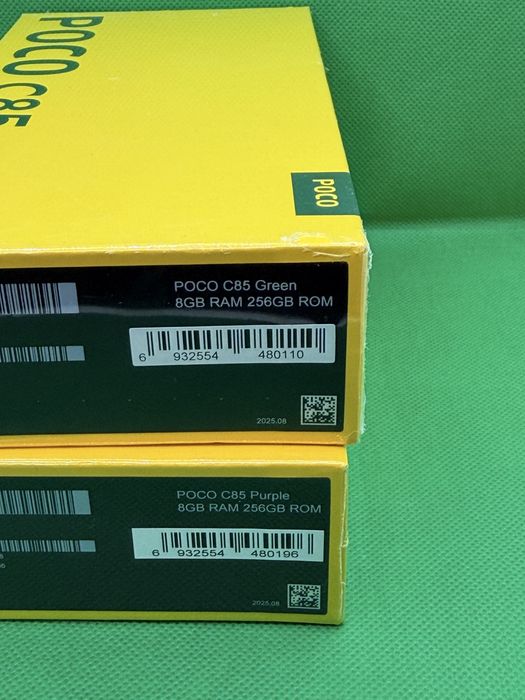 POCO C85
POCO
POCO C85 Green
8GB RAM 256GB ROM
6 932554 480110
2025.08
POCO C85 Purple
8GB RAM 256GB ROM
6 932554 480196
2025.08